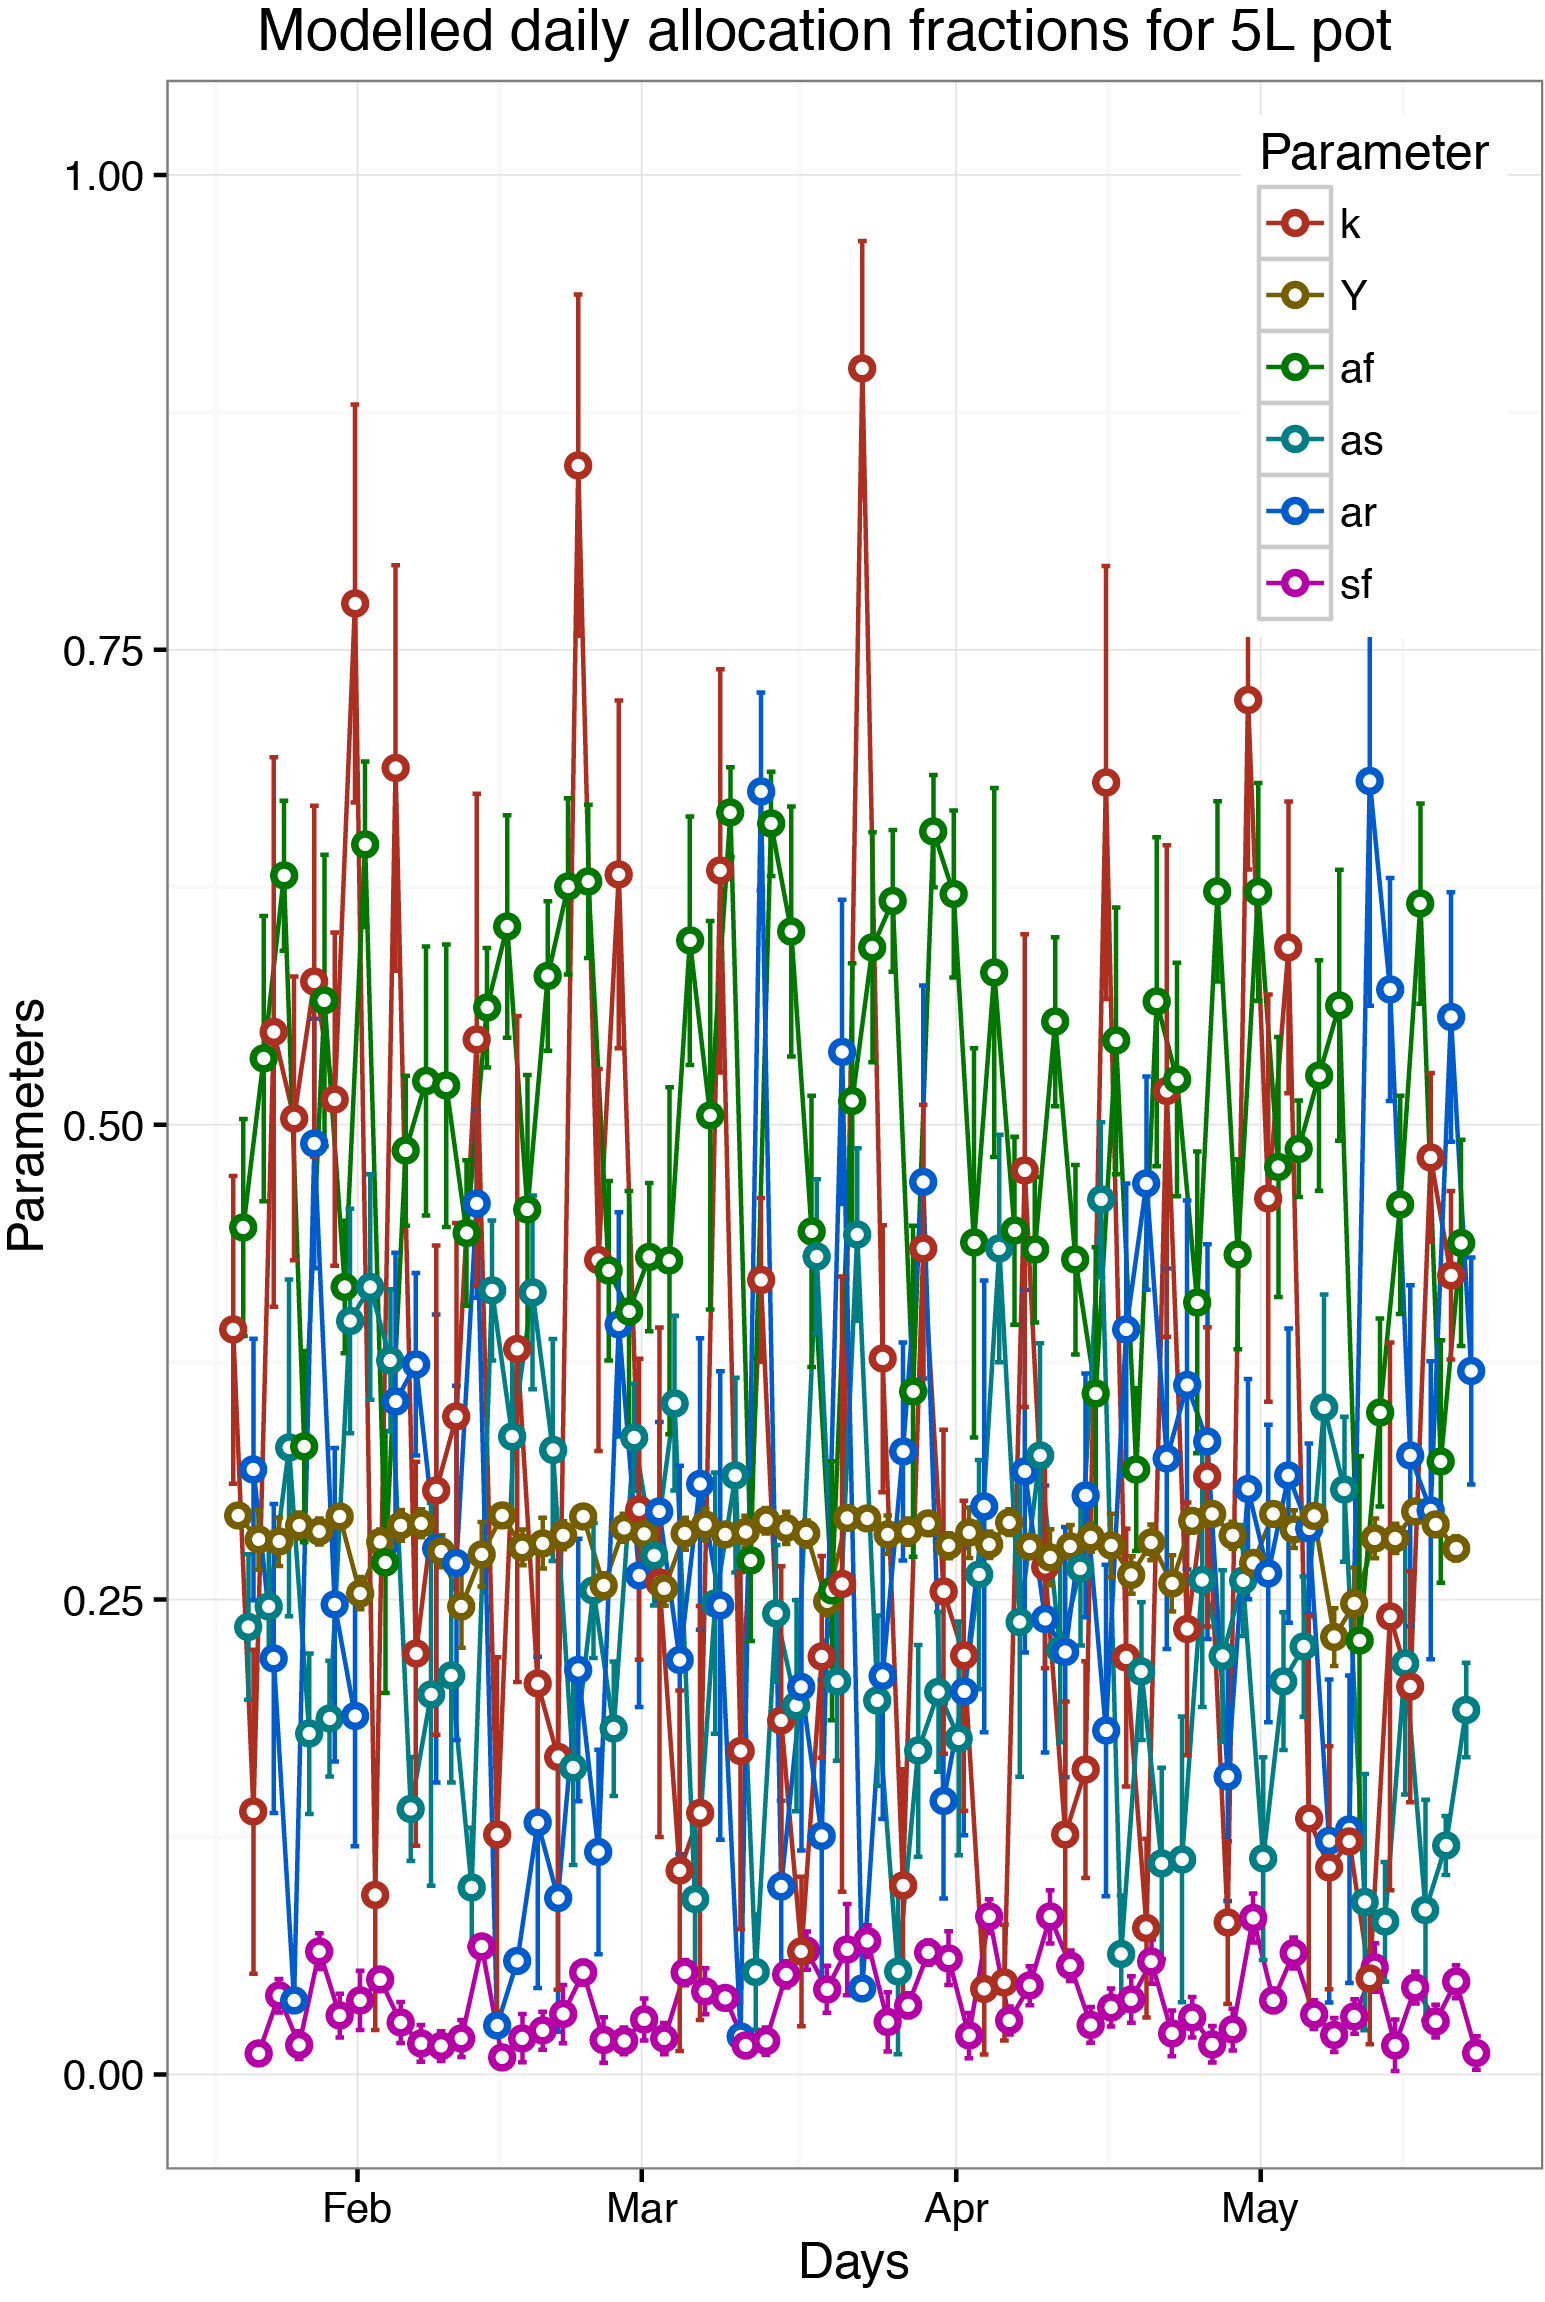 Modelled daily allocation fractions for 5L pot
Parameter
k
Y
af
as
ar
sf
1.00
0.75
0.50
0.25
0.00
Parameters
Feb Mar Apr May
Days